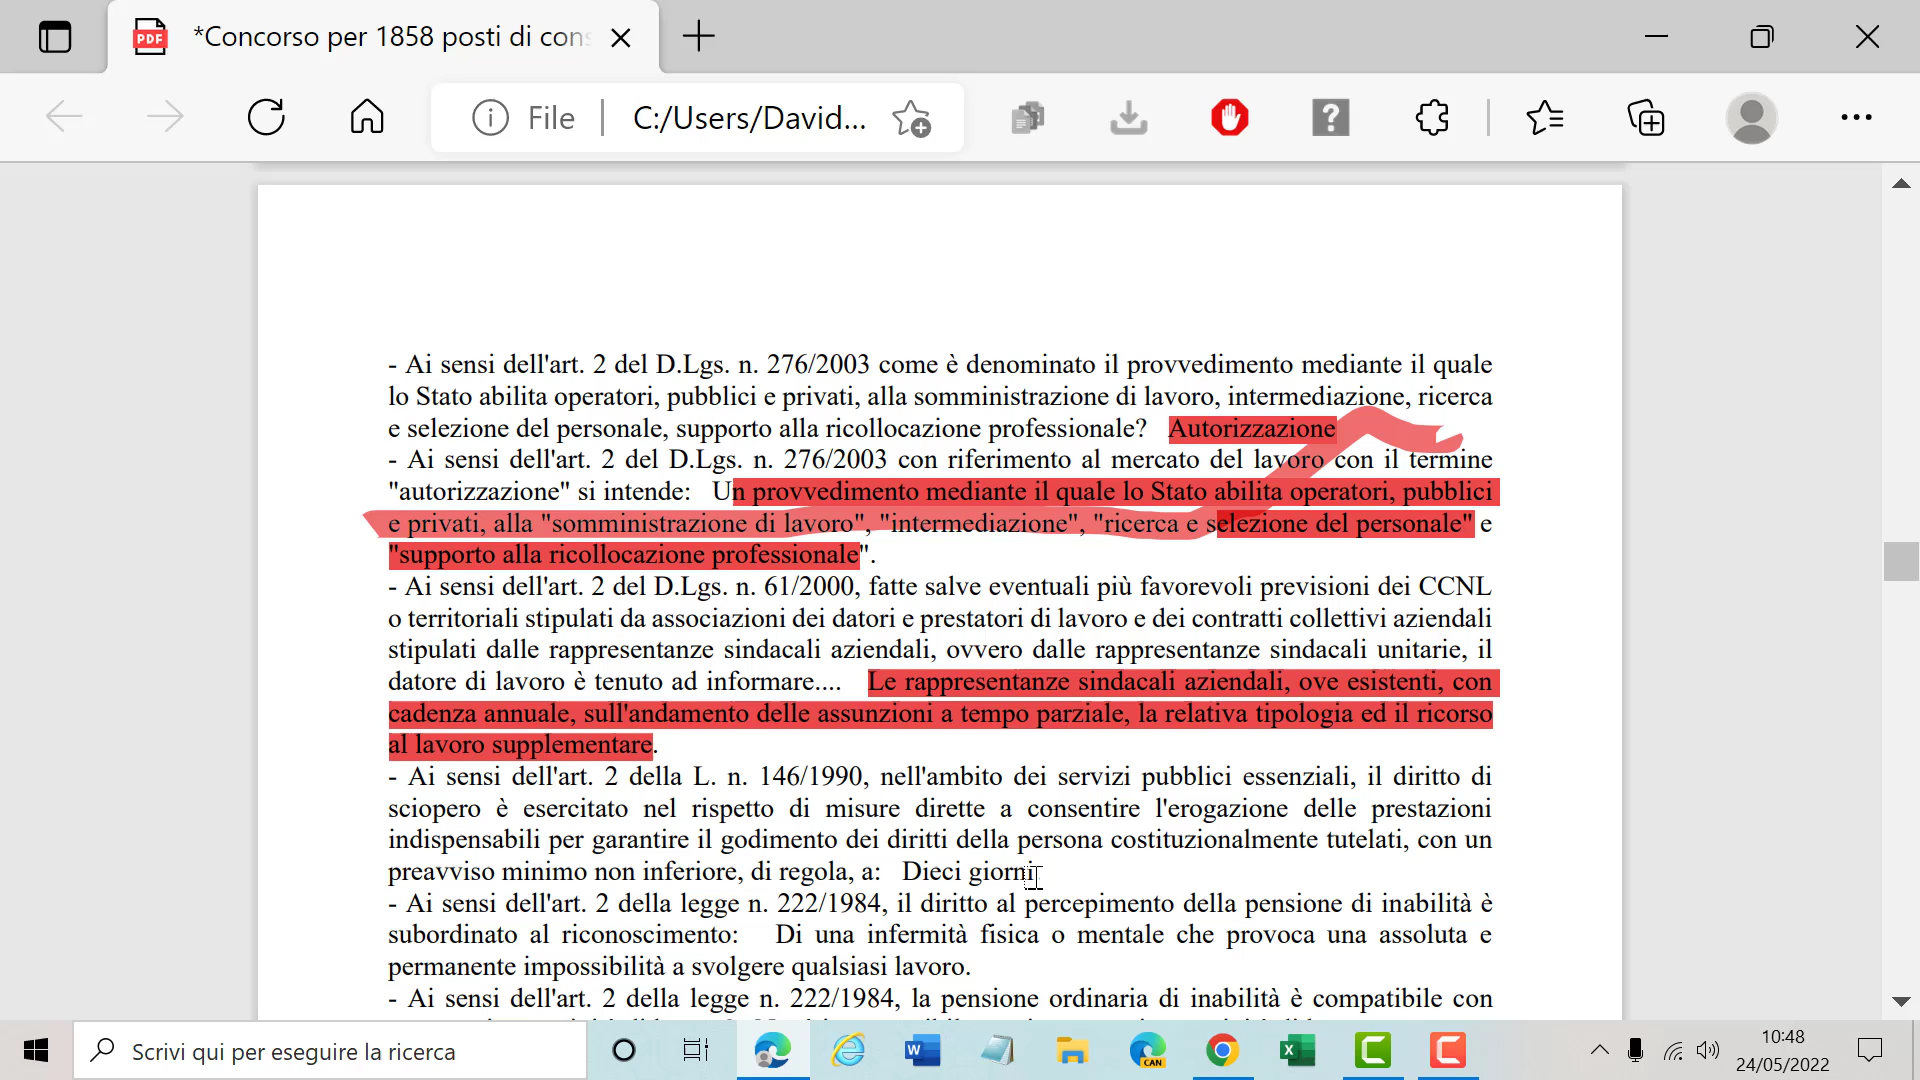 *Concorso per 1858 posti di cons
File
C:/Users/David...
- Ai sensi dell'art. 2 del D.Lgs. n. 276/2003 come è denominato il provvedimento mediante il quale
lo Stato abilita operatori, pubblici e privati, alla somministrazione di lavoro, intermediazione, ricerca
e selezione del personale, supporto alla ricollocazione professionale? Autorizzazione
- Ai sensi dell'art. 2 del D.Lgs. n. 276/2003 con riferimento al mercato del lavoro con il termine
"autorizzazione" si intende: Un provvedimento mediante il quale lo Stato abilita operatori, pubblici
e privati, alla "somministrazione di lavoro", "intermediazione", "ricerca e selezione del personale" e
"supporto alla ricollocazione professionale".
- Ai sensi dell'art. 2 del D.Lgs. n. 61/2000, fatte salve eventuali più favorevoli previsioni dei CCNL
o territoriali stipulati da associazioni dei datori e prestatori di lavoro e dei contratti collettivi aziendali
stipulati dalle rappresentanze sindacali aziendali, ovvero dalle rappresentanze sindacali unitarie, il
datore di lavoro è tenuto ad informare.... Le rappresentanze sindacali aziendali, ove esistenti, con
cadenza annuale, sull'andamento delle assunzioni a tempo parziale, la relativa tipologia ed il ricorso
al lavoro supplementare.
- Ai sensi dell'art. 2 della L. n. 146/1990, nell'ambito dei servizi pubblici essenziali, il diritto di
sciopero è esercitato nel rispetto di misure dirette a consentire l'erogazione delle prestazioni
indispensabili per garantire il godimento dei diritti della persona costituzionalmente tutelati, con un
preavviso minimo non inferiore, di regola, a: Dieci giorni
- Ai sensi dell'art. 2 della legge n. 222/1984, il diritto al percepimento della pensione di inabilità è
subordinato al riconoscimento: Di una infermità fisica o mentale che provoca una assoluta e
permanente impossibilità a svolgere qualsiasi lavoro.
- Ai sensi dell'art. 2 della legge n. 222/1984, la pensione ordinaria di inabilità è compatibile con
Scrivi qui per eseguire la ricerca
10:48
24/05/2022